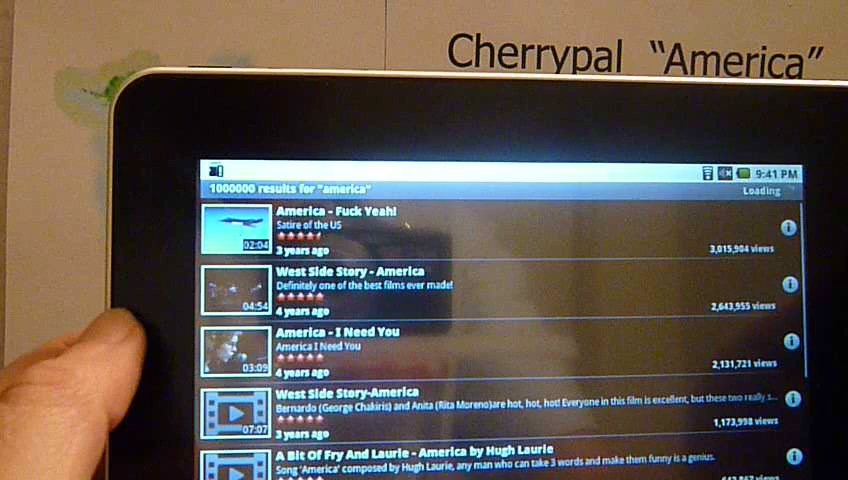 Cherrypal "America"
9:41 PM
1000000 results for "america"
Loading
America - Fuck Yeah!
Satire of the US
02:04
3 years ago
3,015,904 views
West Side Story - America
Definitely one of the best films ever made!
04:54
4 years ago
2,643,955 views
America - I Need You
America I Need You
03:09
4 years ago
2,131,721 views
West Side Story-America
Bernardo (George Chakiris) and Anita (Rita Moreno)are hot, hot, hot! Everyone in this film is excellent, but these two really s...
07:07
3 years ago
1,173,998 views
A Bit Of Fry And Laurie - America by Hugh Laurie
Song 'America' composed by Hugh Laurie, any man who can take 3 words and make them funny is a genius.